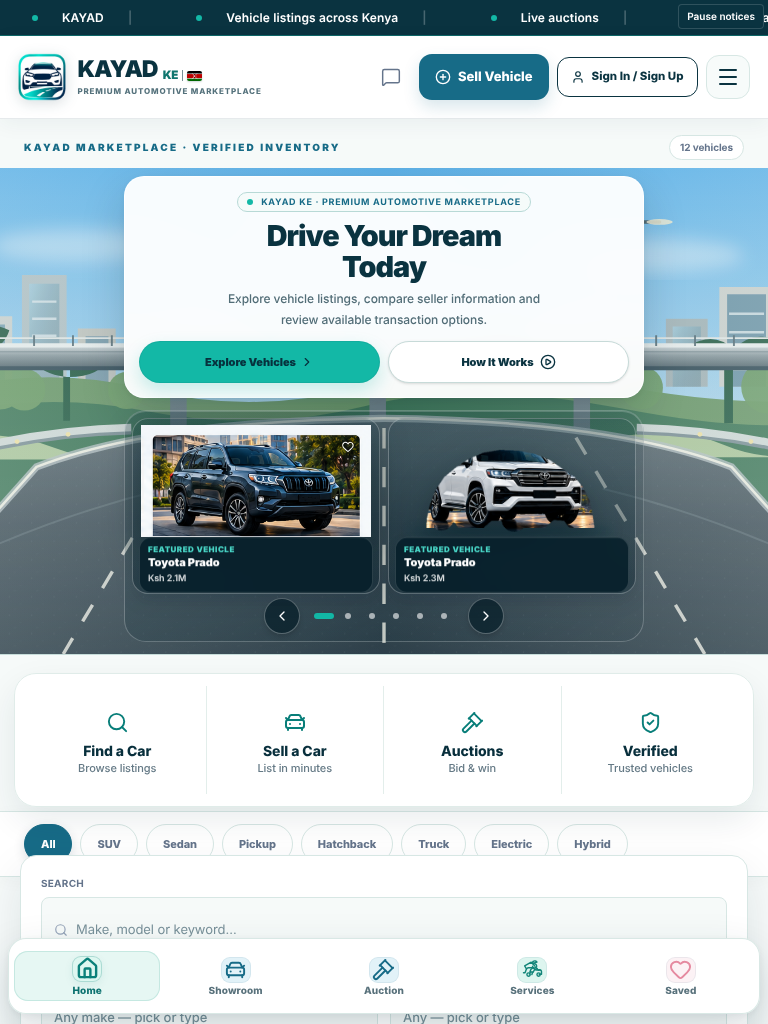 KAYAD
Vehicle listings across Kenya
Live auctions
Pause notices
KAYAD KE
PREMIUM AUTOMOTIVE MARKETPLACE
Sell Vehicle
Sign In / Sign Up
KAYAD MARKETPLACE · VERIFIED INVENTORY
12 vehicles
KAYAD KE · PREMIUM AUTOMOTIVE MARKETPLACE
Drive Your Dream
Today
Explore vehicle listings, compare seller information and
review available transaction options.
Explore Vehicles
How It Works
FEATURED VEHICLE
Toyota Prado
Ksh 2.1M
FEATURED VEHICLE
Toyota Prado
Ksh 2.3M
Find a Car
Browse listings
Sell a Car
List in minutes
Auctions
Bid & win
Verified
Trusted vehicles
All
SUV
Sedan
Pickup
Hatchback
Truck
Electric
Hybrid
SEARCH
Make, model or keyword...
Home
Showroom
Auction
Services
Saved
Any make — pick or type
Any — pick or type